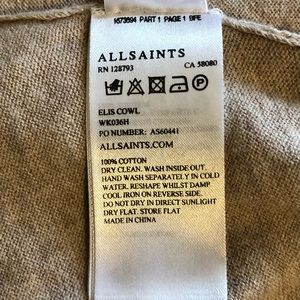 1573594 PART 1 PAGE 1 BFE
ALLSAINTS
RN 128793 CA 58080
ELIS COWL
WK036H
PO NUMBER: AS60441
ALLSAINTS.COM
100% COTTON
DRY CLEAN. WASH INSIDE OUT.
HAND WASH SEPARATELY IN COLD
WATER. RESHAPE WHILST DAMP.
COOL IRON ON REVERSE SIDE.
DO NOT DRY IN DIRECT SUNLIGHT
DRY FLAT. STORE FLAT
MADE IN CHINA